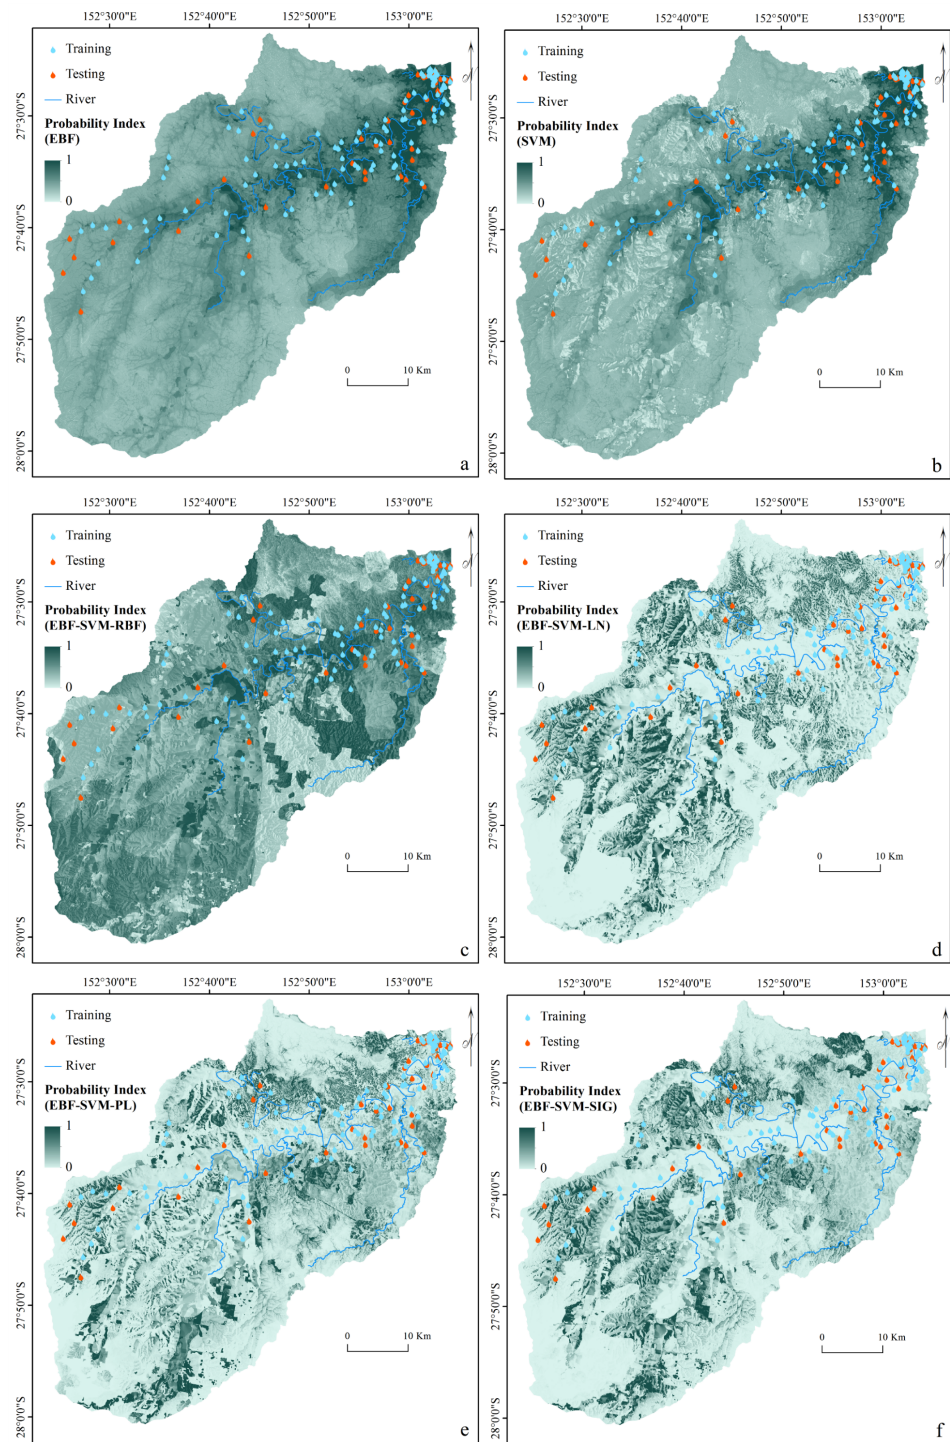 152°30'0"E 152°40'0"E 152°50'0"E 153°0'0"E
Training
Testing
River
Probability Index
(EBF)
1
0
27°30'0"S
27°40'0"S
27°50'0"S
28°0'0"S
0 10 Km
a
152°30'0"E 152°40'0"E 152°50'0"E 153°0'0"E
Training
Testing
River
Probability Index
(SVM)
1
0
27°30'0"S
27°40'0"S
27°50'0"S
28°0'0"S
0 10 Km
b
152°30'0"E 152°40'0"E 152°50'0"E 153°0'0"E
Training
Testing
River
Probability Index
(EBF-SVM-RBF)
1
0
27°30'0"S
27°40'0"S
27°50'0"S
28°0'0"S
0 10 Km
c
152°30'0"E 152°40'0"E 152°50'0"E 153°0'0"E
Training
Testing
River
Probability Index
(EBF-SVM-LN)
1
0
27°30'0"S
27°40'0"S
27°50'0"S
28°0'0"S
0 10 Km
d
152°30'0"E 152°40'0"E 152°50'0"E 153°0'0"E
Training
Testing
River
Probability Index
(EBF-SVM-PL)
1
0
27°30'0"S
27°40'0"S
27°50'0"S
28°0'0"S
0 10 Km
e
152°30'0"E 152°40'0"E 152°50'0"E 153°0'0"E
Training
Testing
River
Probability Index
(EBF-SVM-SIG)
1
0
27°30'0"S
27°40'0"S
27°50'0"S
28°0'0"S
0 10 Km
f